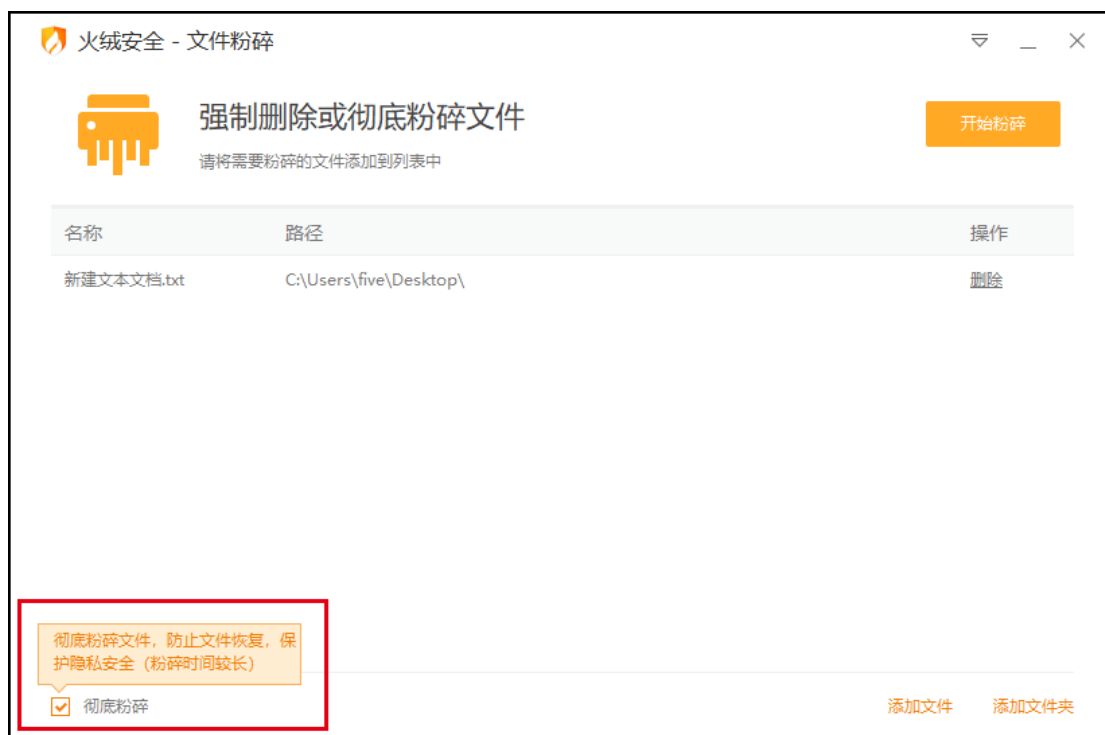 火绒安全 - 文件粉碎
强制删除或彻底粉碎文件
开始粉碎
请将需要粉碎的文件添加到列表中
名称 路径 操作
新建文本文档.txt C:\Users\five\Desktop\ 删除
彻底粉碎文件，防止文件恢复，保
护隐私安全（粉碎时间较长）
彻底粉碎 添加文件 添加文件夹